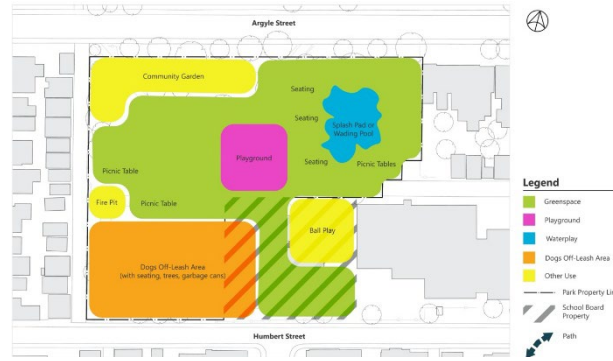 Argyle Street
Community Garden
Seating
Seating
Splash Pad or
Wading Pool
Playground
Seating
Picnic Tables
Picnic Table
Picnic Table
Fire Pit
Ball Play
Dogs Off-Leash Area
(with seating, trees, garbage cans)
Humbert Street
Legend
Greenspace
Playground
Waterplay
Dogs Off-Leash Area
Other Use
Park Property Li
School Board
Property
Path